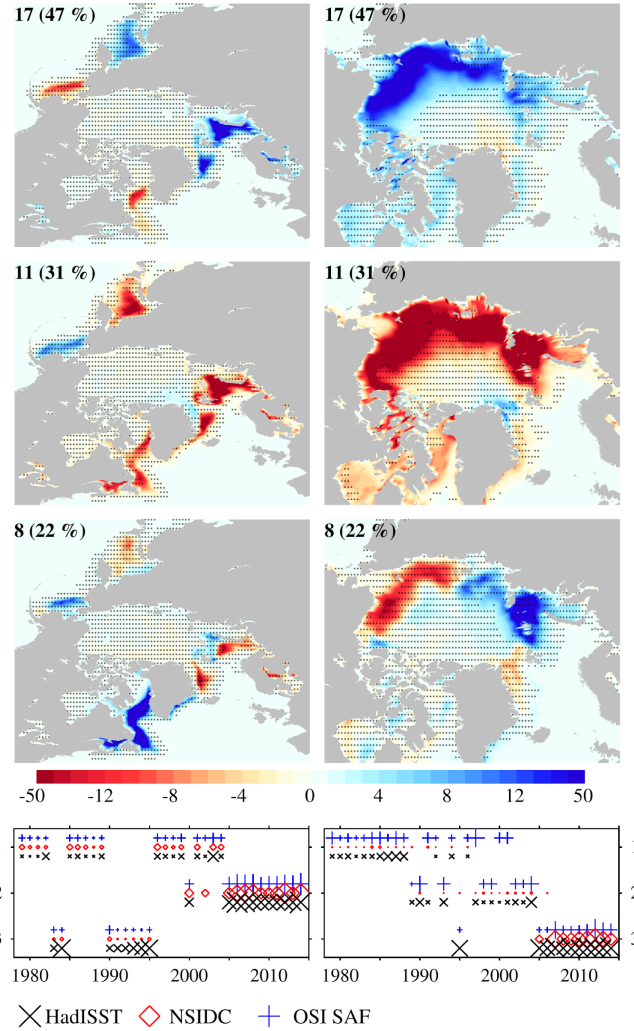 17 (47 %) 17 (47 %)
11 (31 %) 11 (31 %)
8 (22 %) 8 (22 %)
-50 -12 -8 -4 0 4 8 12 50
1980 1990 2000 2010 1980 1990 2000 2010
HadISST NSIDC OSI SAF